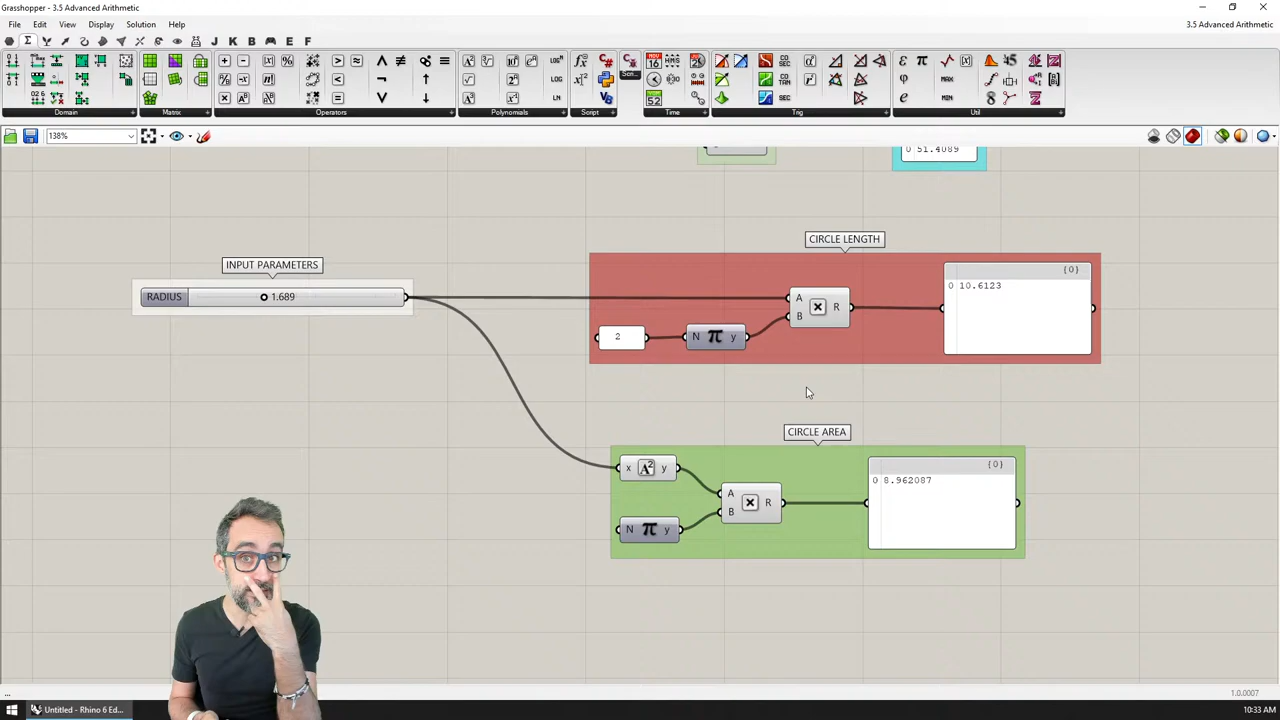 Grasshopper - 3.5 Advanced Arithmetic
File Edit View Display Solution Help
3.5 Advanced Arithmetic
Domain
Matrix
Operators
Polynomials
Script
Time
Trig
Util
138%
0 51.4089
CIRCLE LENGTH
INPUT PARAMETERS
RADIUS 1.689
A
B
R
{0}
0 10.6123
2
N π y
CIRCLE AREA
x A² y
A
B
R
{0}
0 8.962087
N π y
...
1.0.0007
Untitled - Rhino 6 Ed...
10:33 AM